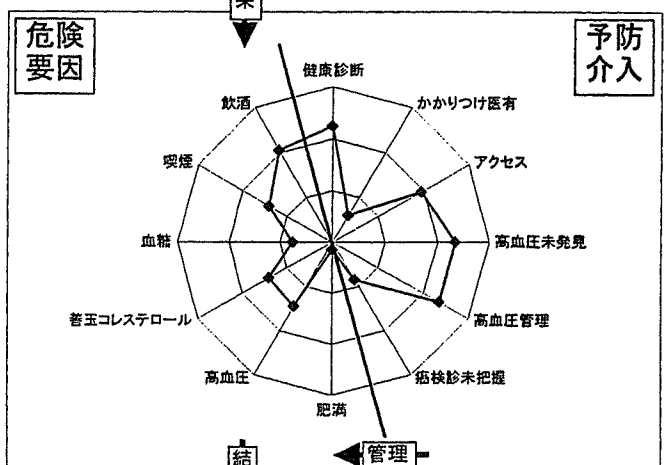 果
危険
要因
予防
介入
健康診断
かかりつけ医有
アクセス
高血圧未発見
高血圧管理
癌検診未把握
肥満
高血圧
善玉コレステロール
血糖
喫煙
飲酒
管理
結